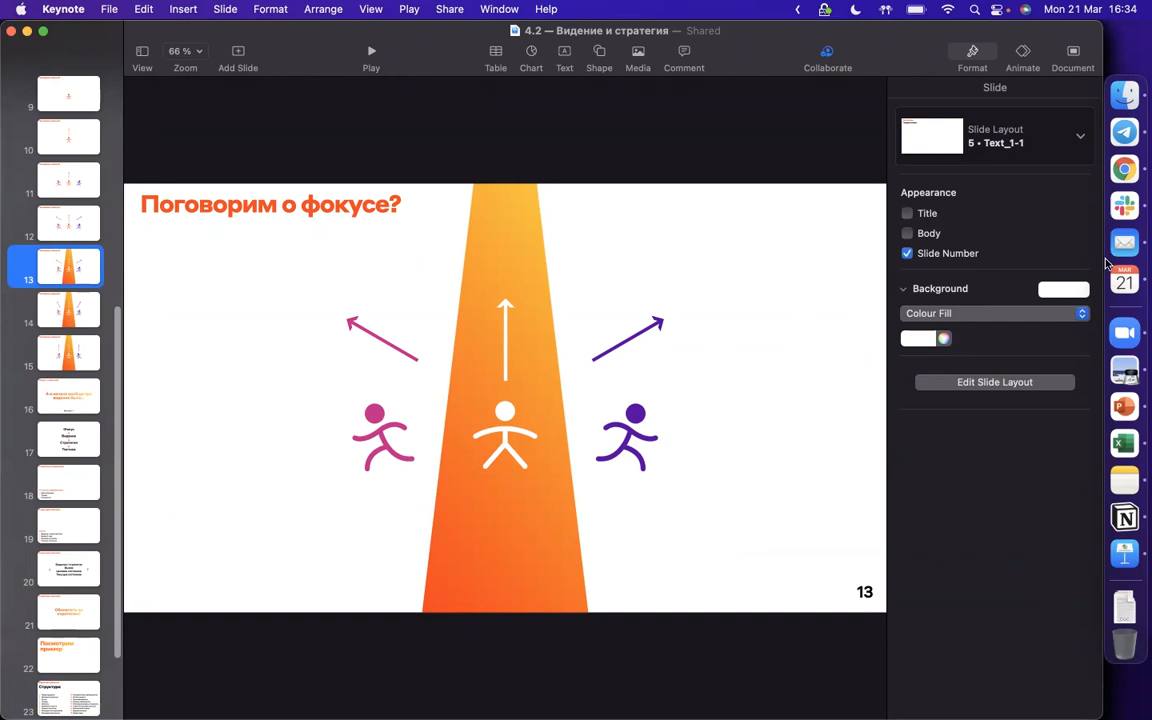 Keynote File Edit Insert Slide Format Arrange View Play Share Window Help
Mon 21 Mar 16:34
4.2 — Видение и стратегия — Shared
View
66 %
Zoom
Add Slide
Play
Table
Chart
Text
Shape
Media
Comment
Collaborate
Format
Animate
Document
Slide
Slide Layout
5 • Text_1-1
Appearance
Title
Body
Slide Number
Background
Colour Fill
Edit Slide Layout
Поговорим о фокусе?
13
9
10
11
12
13
14
15
16
17
18
19
20
21
22
Посмотрим
пример
23
Структура
MAR
21